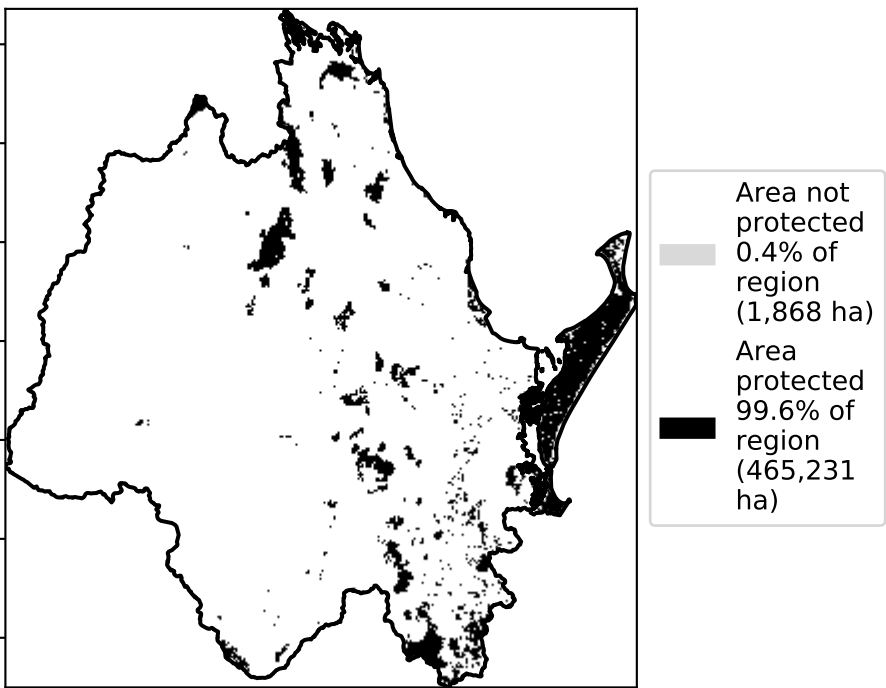 Area not
protected
0.4% of
region
(1,868 ha)
Area
protected
99.6% of
region
(465,231
ha)